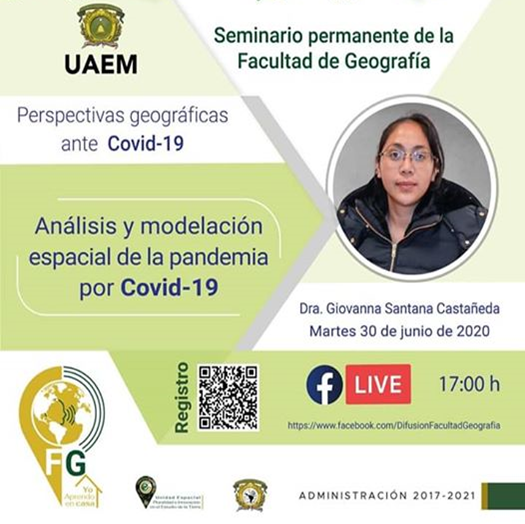 UAEM
Seminario permanente de la
Facultad de Geografía
Perspectivas geográficas
ante Covid-19
Análisis y modelación
espacial de la pandemia
por Covid-19
Dra. Giovanna Santana Castañeda
Martes 30 de junio de 2020
Registro
LIVE
17:00 h
https://www.facebook.com/DifusionFacultadGeografia
FG
Yo
Aprendo
en casa
ADMINISTRACIÓN 2017-2021